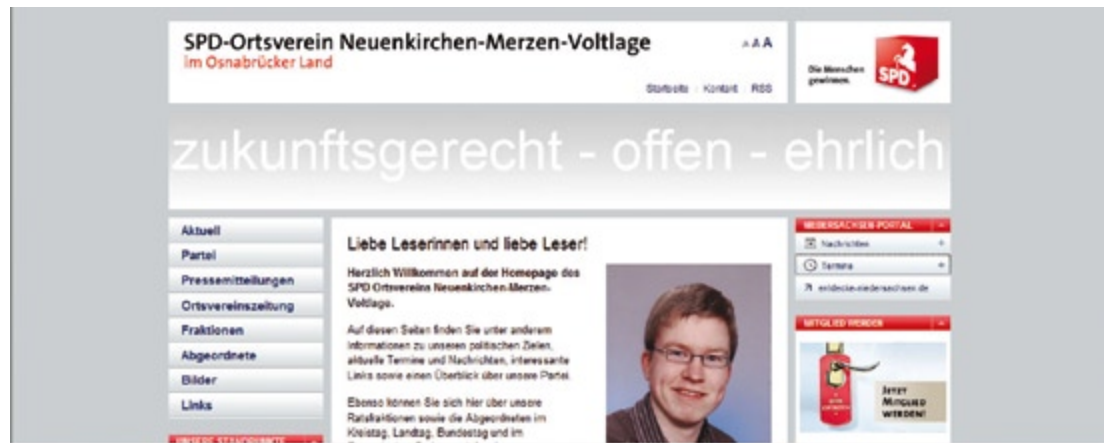 SPD-Ortsverein Neuenkirchen-Merzen-Voltlage
im Osnabrücker Land
A A A
Startseite | Kontakt | RSS
Die Menschen
gewinnen.
SPD
zukunftsgerecht - offen - ehrlich
Aktuell
Partei
Pressemitteilungen
Ortsvereinszeitung
Fraktionen
Abgeordnete
Bilder
Links
UNSERE STANDPUNKTE
Liebe Leserinnen und liebe Leser!
Herzlich Willkommen auf der Homepage des
SPD Ortsvereins Neuenkirchen-Merzen-
Voltlage.
Auf diesen Seiten finden Sie unter anderem
Informationen zu unseren politischen Zielen,
aktuelle Termine und Nachrichten, interessante
Links sowie einen Überblick über unsere Partei.
Ebenso können Sie sich hier über unsere
Ratsfraktionen sowie die Abgeordneten im
Kreistag, Landtag, Bundestag und im
NIEDERSACHSEN-PORTAL
Nachrichten
Termine
entdecke-niedersachsen.de
MITGLIED WERDEN
JETZT
MITGLIED
WERDEN!